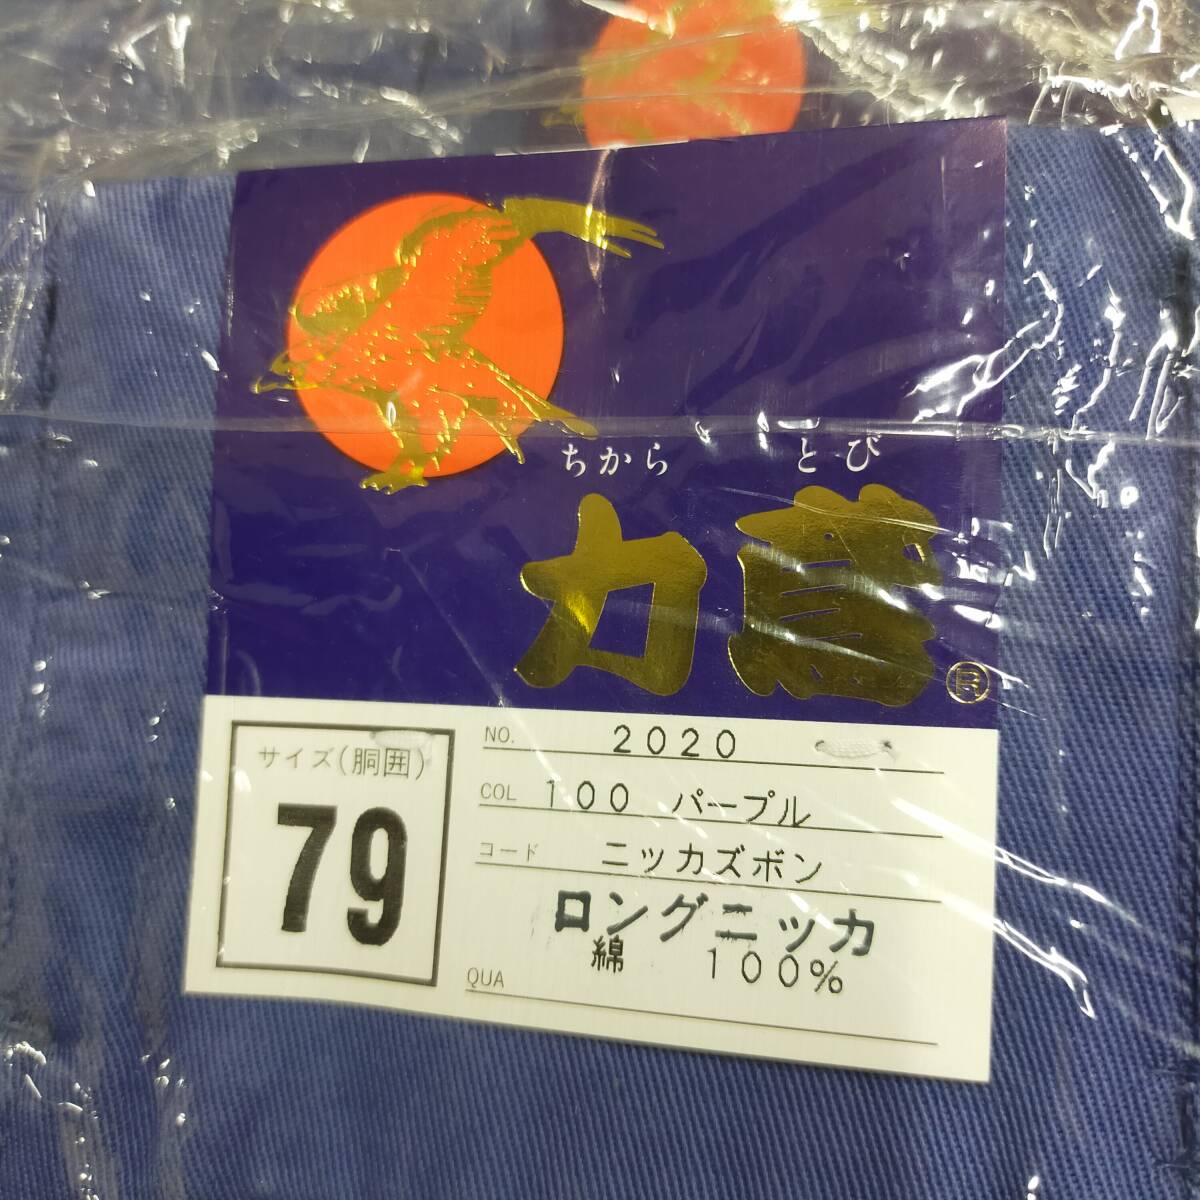 ちから とび
力鳶®
サイズ(胴囲)
79
NO. 2020
COL 100 パープル
コード ニッカズボン
ロングニッカ
綿 100%
QUA